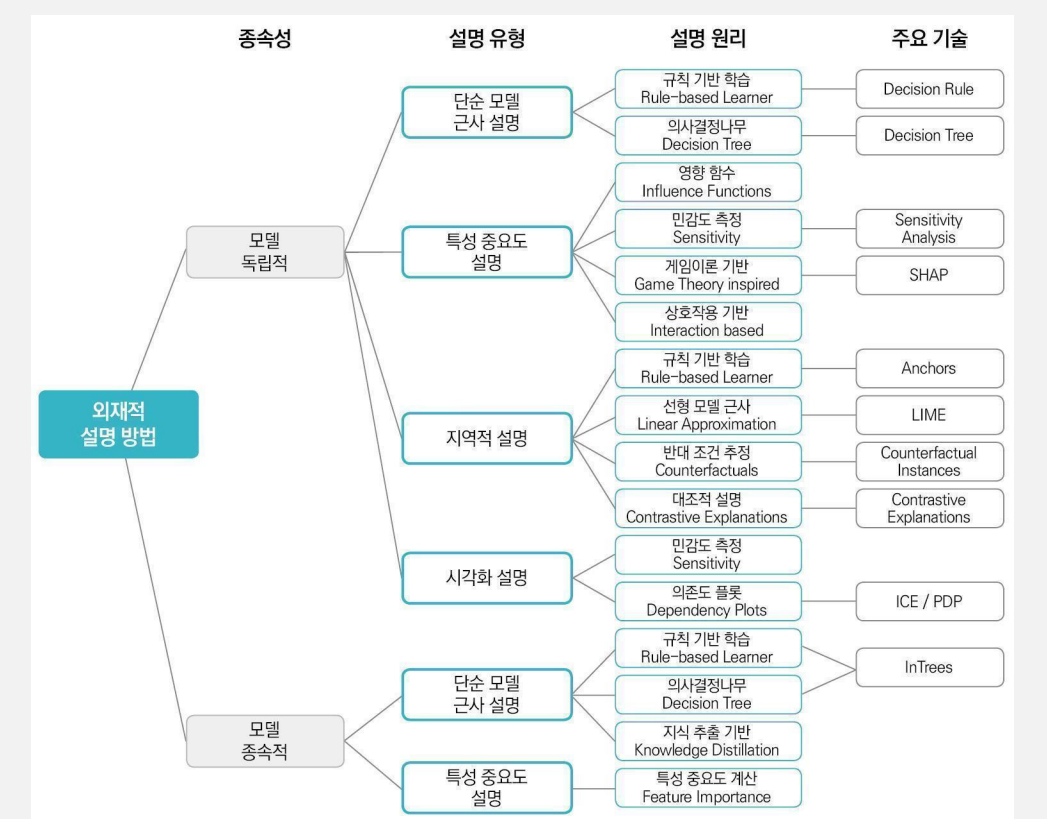 종속성
설명 유형
설명 원리
주요 기술
외재적
설명 방법
모델
독립적
단순 모델
근사 설명
규칙 기반 학습
Rule-based Learner
Decision Rule
의사결정나무
Decision Tree
Decision Tree
특성 중요도
설명
영향 함수
Influence Functions
민감도 측정
Sensitivity
Sensitivity
Analysis
게임이론 기반
Game Theory inspired
SHAP
상호작용 기반
Interaction based
지역적 설명
규칙 기반 학습
Rule-based Learner
Anchors
선형 모델 근사
Linear Approximation
LIME
반대 조건 추정
Counterfactuals
Counterfactual
Instances
대조적 설명
Contrastive Explanations
Contrastive
Explanations
시각화 설명
민감도 측정
Sensitivity
의존도 플롯
Dependency Plots
ICE / PDP
모델
종속적
단순 모델
근사 설명
규칙 기반 학습
Rule-based Learner
의사결정나무
Decision Tree
InTrees
지식 추출 기반
Knowledge Distillation
특성 중요도
설명
특성 중요도 계산
Feature Importance